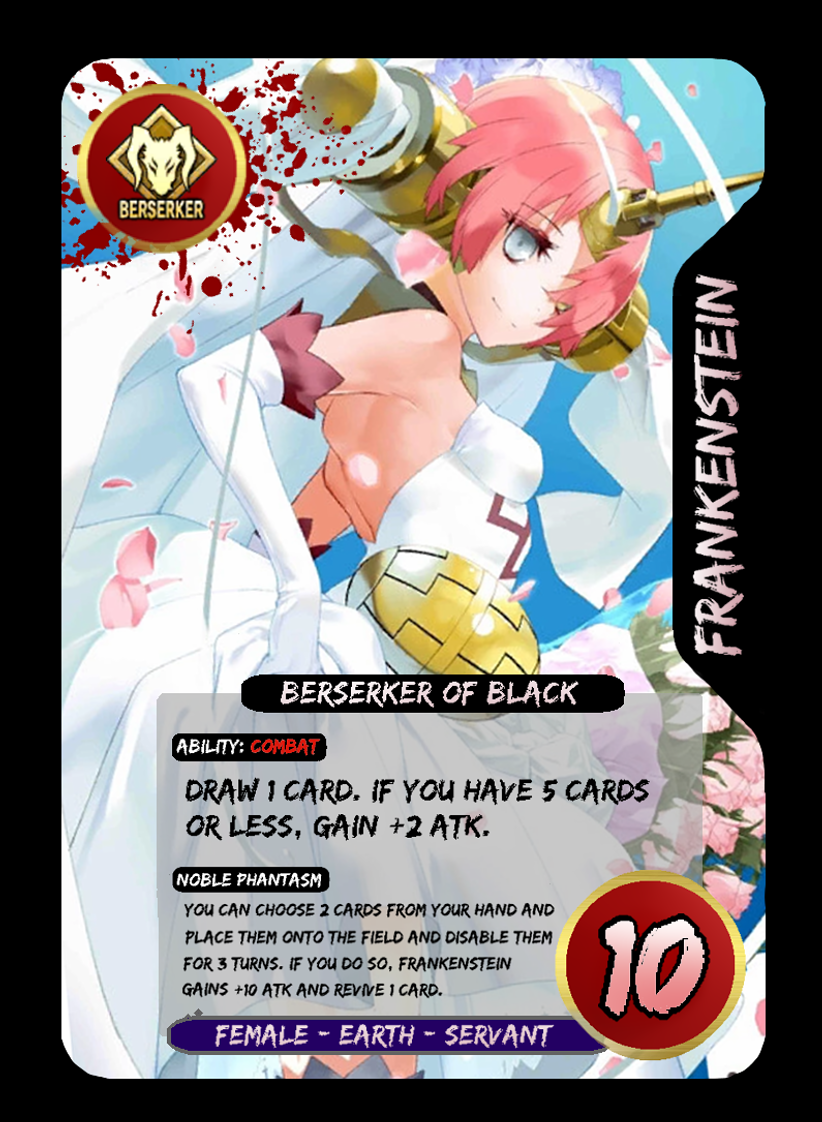 BERSERKER
FRANKENSTEIN
BERSERKER OF BLACK
ABILITY: COMBAT
DRAW 1 CARD. IF YOU HAVE 5 CARDS
OR LESS, GAIN +2 ATK.
NOBLE PHANTASM
YOU CAN CHOOSE 2 CARDS FROM YOUR HAND AND
PLACE THEM ONTO THE FIELD AND DISABLE THEM
FOR 3 TURNS. IF YOU DO SO, FRANKENSTEIN
GAINS +10 ATK AND REVIVE 1 CARD.
10
FEMALE - EARTH - SERVANT